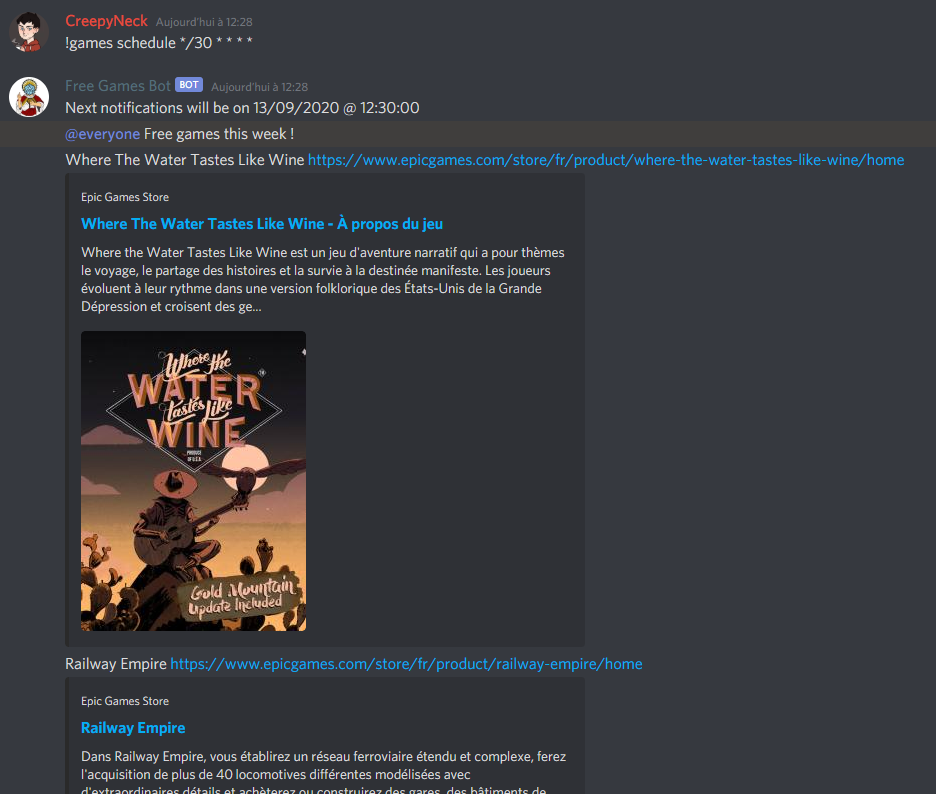 CreepyNeck Aujourd'hui à 12:28
!games schedule */30 * * * *
Free Games Bot BOT Aujourd'hui à 12:28
Next notifications will be on 13/09/2020 @ 12:30:00
@everyone Free games this week !
Where The Water Tastes Like Wine https://www.epicgames.com/store/fr/product/where-the-water-tastes-like-wine/home
Epic Games Store
Where The Water Tastes Like Wine - À propos du jeu
Where the Water Tastes Like Wine est un jeu d'aventure narratif qui a pour thèmes
le voyage, le partage des histoires et la survie à la destinée manifeste. Les joueurs
évoluent à leur rythme dans une version folklorique des États-Unis de la Grande
Dépression et croisent des ge...
Where the
WATER
tastes Like
WINE
PRODUCE
OF U.S.A.
Gold Mountain
Update Included
Railway Empire https://www.epicgames.com/store/fr/product/railway-empire/home
Epic Games Store
Railway Empire
Dans Railway Empire, vous établirez un réseau ferroviaire étendu et complexe, ferez
l'acquisition de plus de 40 locomotives différentes modélisées avec
d'extraordinaires détails et achèterez ou construirez des gares, des bâtiments de